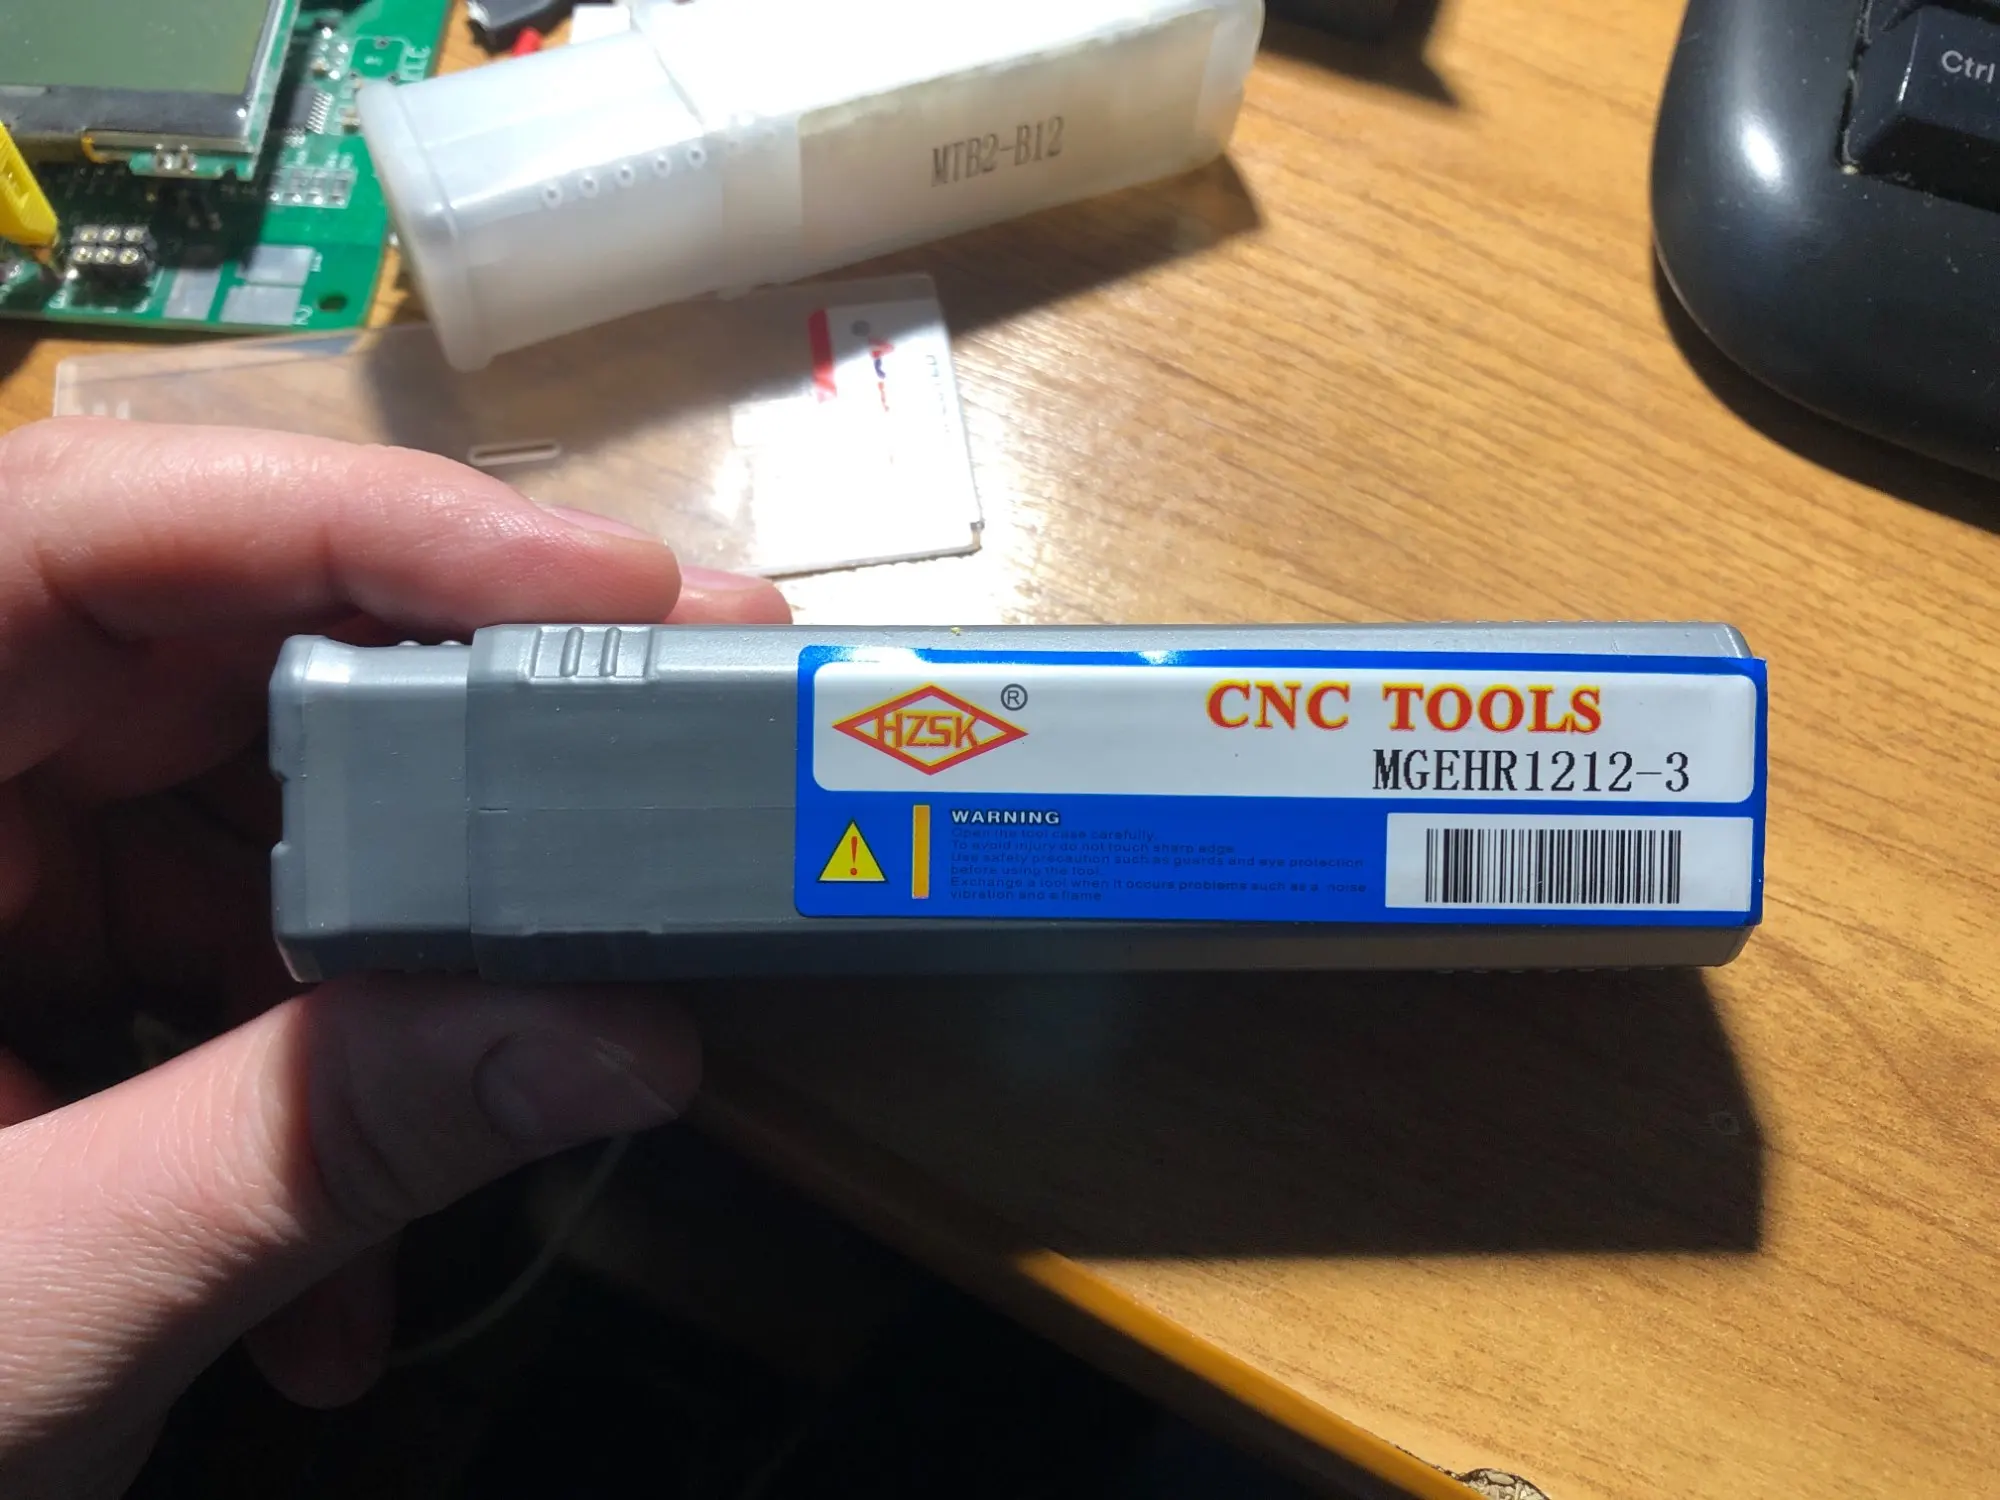 Ctrl
MTB2-B12
HZSK ®
CNC TOOLS
MGEHR1212-3
WARNING
Open the tool case carefully.
To avoid injury do not touch sharp edge
Use safety precaution such as guards and eye protection
before using the tool.
Exchange a tool when it occurs problems such as a noise
vibration and a flame